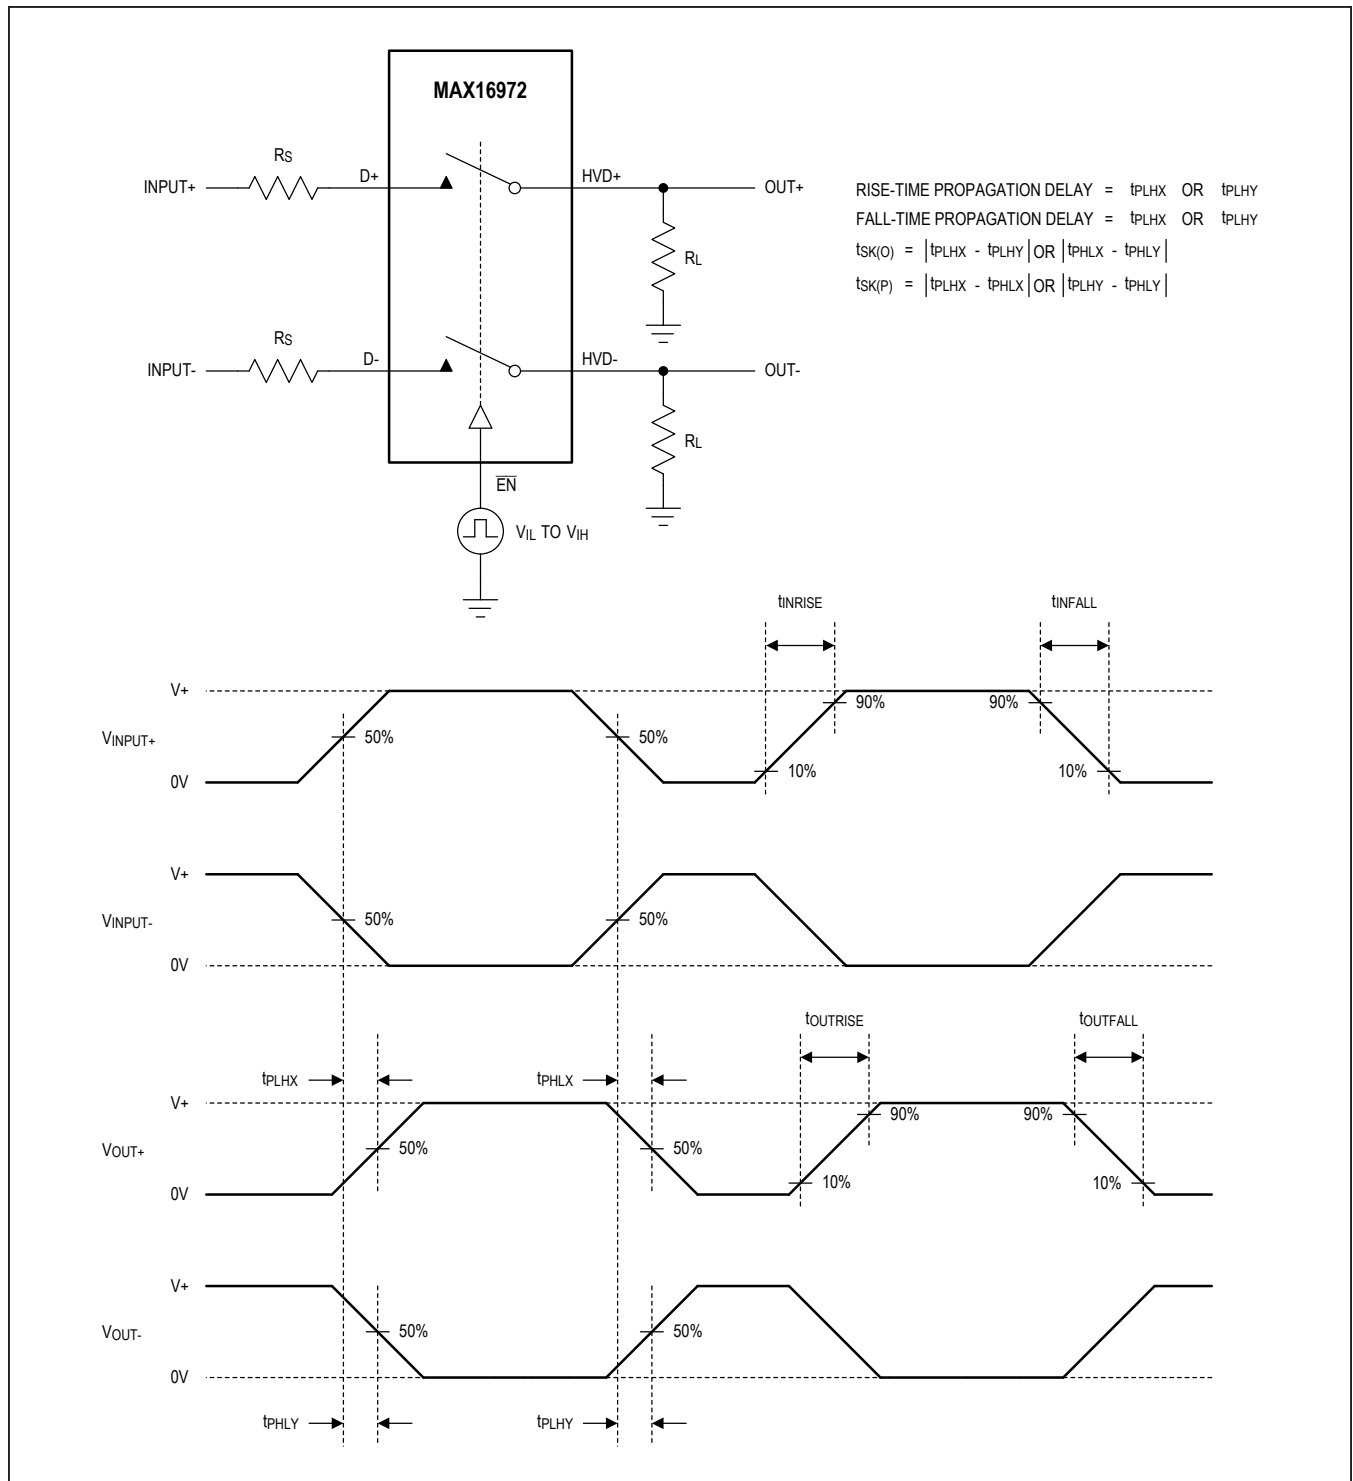 MAX16972
RS
INPUT+
D+
HVD+
OUT+
RL
RISE-TIME PROPAGATION DELAY = tPLHX OR tPLHY
FALL-TIME PROPAGATION DELAY = tPLHX OR tPLHY
tSK(O) = |tPLHX - tPLHY| OR |tPHLX - tPHLY|
tSK(P) = |tPLHX - tPHLX| OR |tPLHY - tPHLY|
RS
INPUT-
D-
HVD-
OUT-
RL
EN
VIL TO VIH
tINRISE
tINFALL
V+
VINPUT+
0V
50%
50%
90%
10%
90%
10%
V+
VINPUT-
0V
50%
50%
tOUTRISE
tOUTFALL
tPLHX
tPHLX
V+
VOUT+
0V
50%
50%
90%
10%
90%
10%
V+
VOUT-
0V
50%
50%
tPHLY
tPLHY